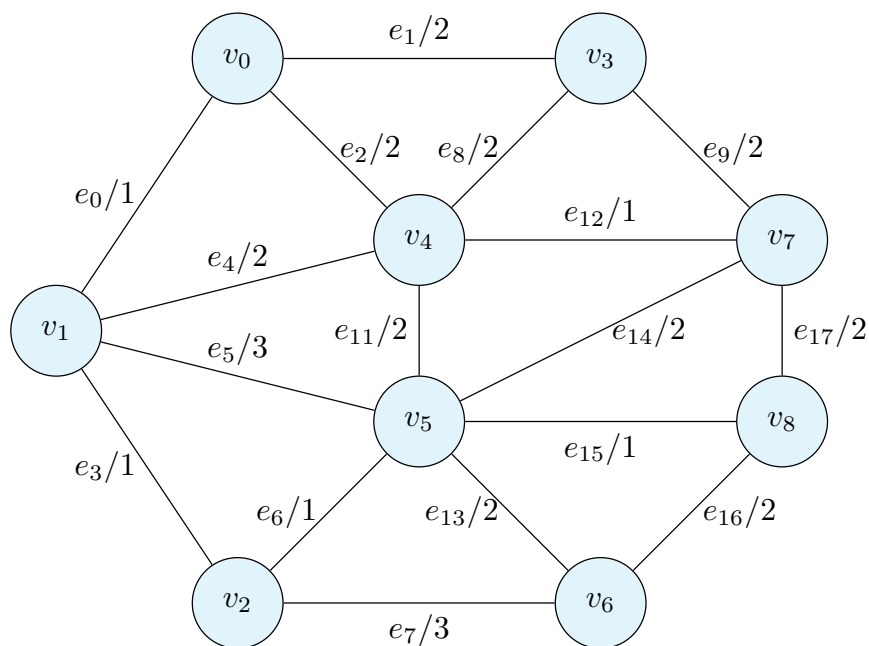 e₁/2
v₀
v₃
e₂/2
e₈/2
e₉/2
e₀/1
e₁₂/1
v₄
v₇
e₄/2
v₁
e₁₁/2
e₁₄/2
e₁₇/2
e₅/3
v₅
v₈
e₁₅/1
e₃/1
e₆/1
e₁₃/2
e₁₆/2
v₂
v₆
e₇/3